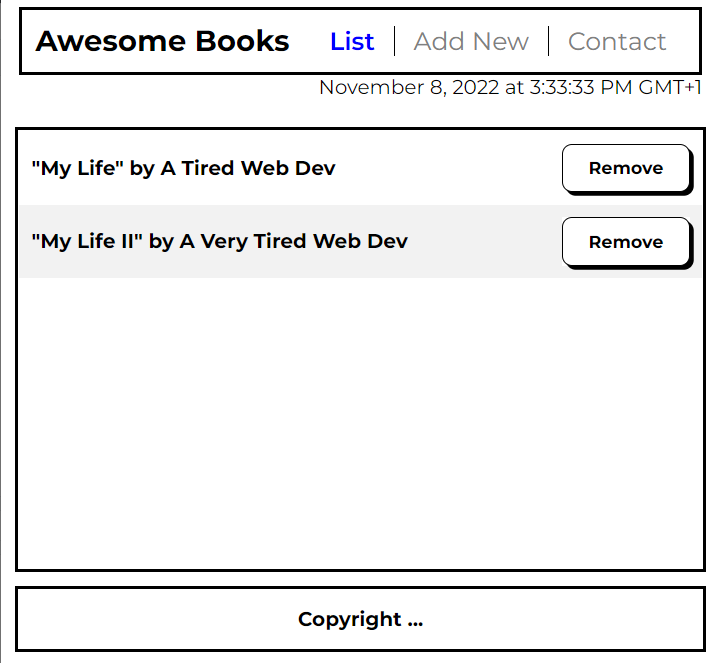 Awesome Books List Add New Contact
November 8, 2022 at 3:33:33 PM GMT+1
"My Life" by A Tired Web Dev Remove
"My Life II" by A Very Tired Web Dev Remove
Copyright ...